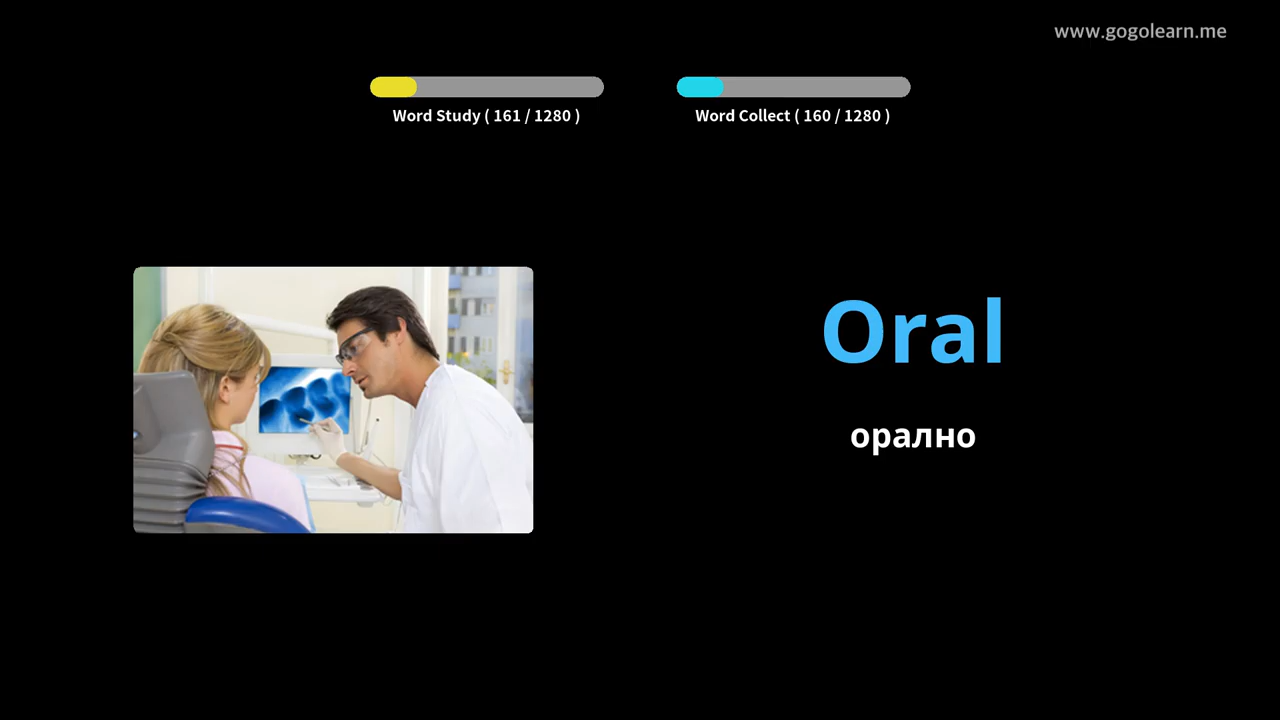 www.gogolearn.me
Word Study ( 161 / 1280 )
Word Collect ( 160 / 1280 )
Oral
орално